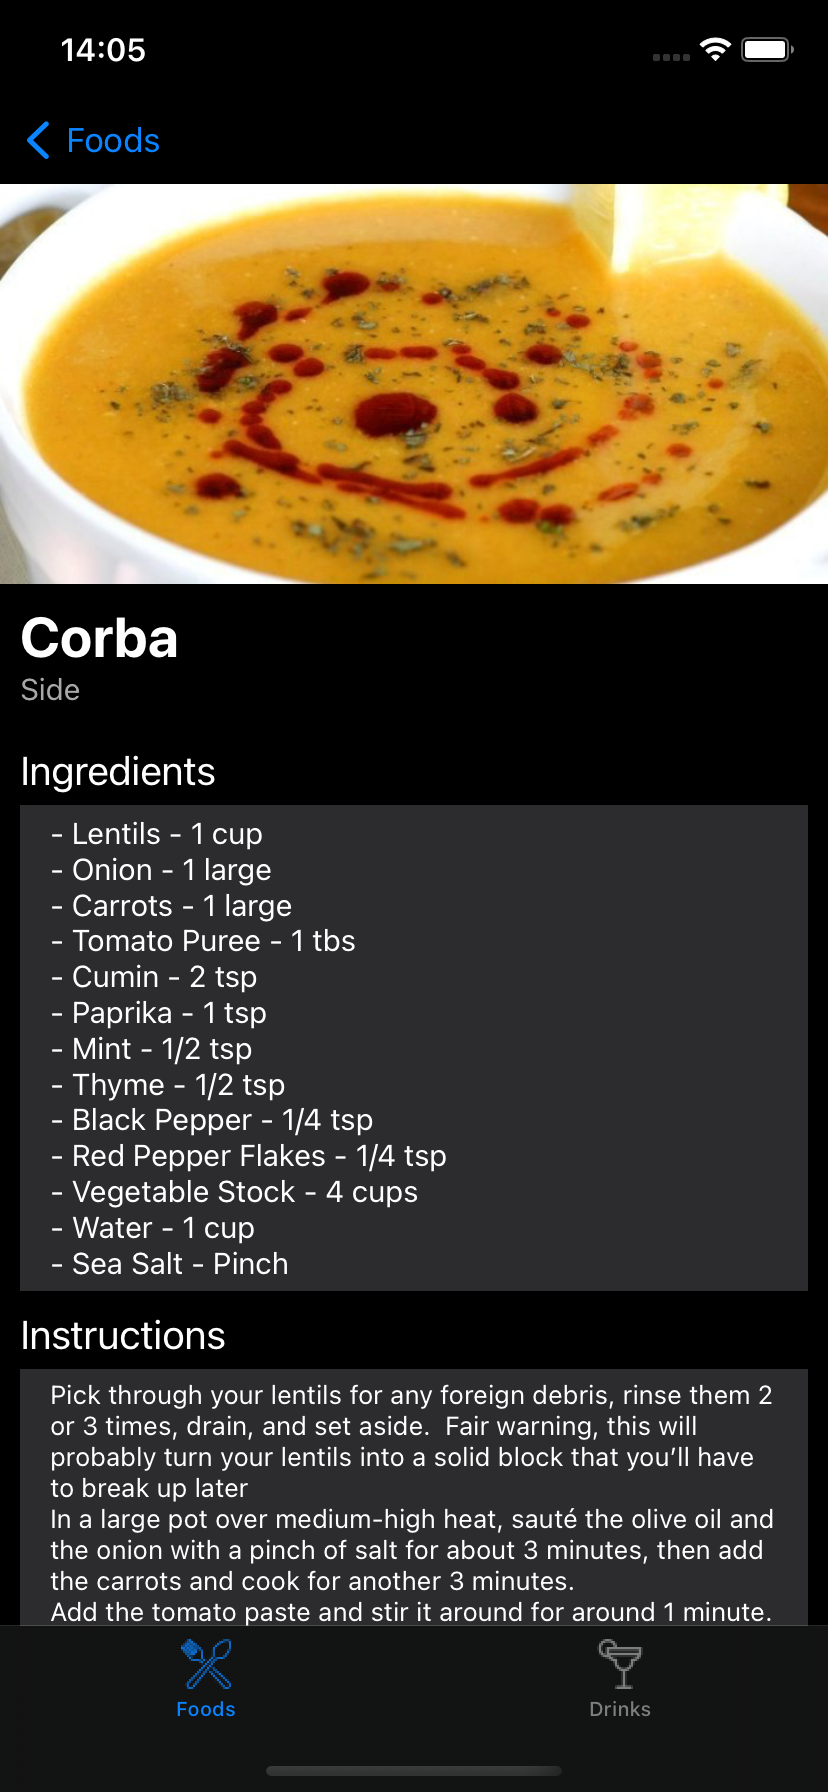 14:05
Foods
Corba
Side
Ingredients
- Lentils - 1 cup
- Onion - 1 large
- Carrots - 1 large
- Tomato Puree - 1 tbs
- Cumin - 2 tsp
- Paprika - 1 tsp
- Mint - 1/2 tsp
- Thyme - 1/2 tsp
- Black Pepper - 1/4 tsp
- Red Pepper Flakes - 1/4 tsp
- Vegetable Stock - 4 cups
- Water - 1 cup
- Sea Salt - Pinch
Instructions
Pick through your lentils for any foreign debris, rinse them 2
or 3 times, drain, and set aside.  Fair warning, this will
probably turn your lentils into a solid block that you’ll have
to break up later
In a large pot over medium-high heat, sauté the olive oil and
the onion with a pinch of salt for about 3 minutes, then add
the carrots and cook for another 3 minutes.
Add the tomato paste and stir it around for around 1 minute.
Foods
Drinks